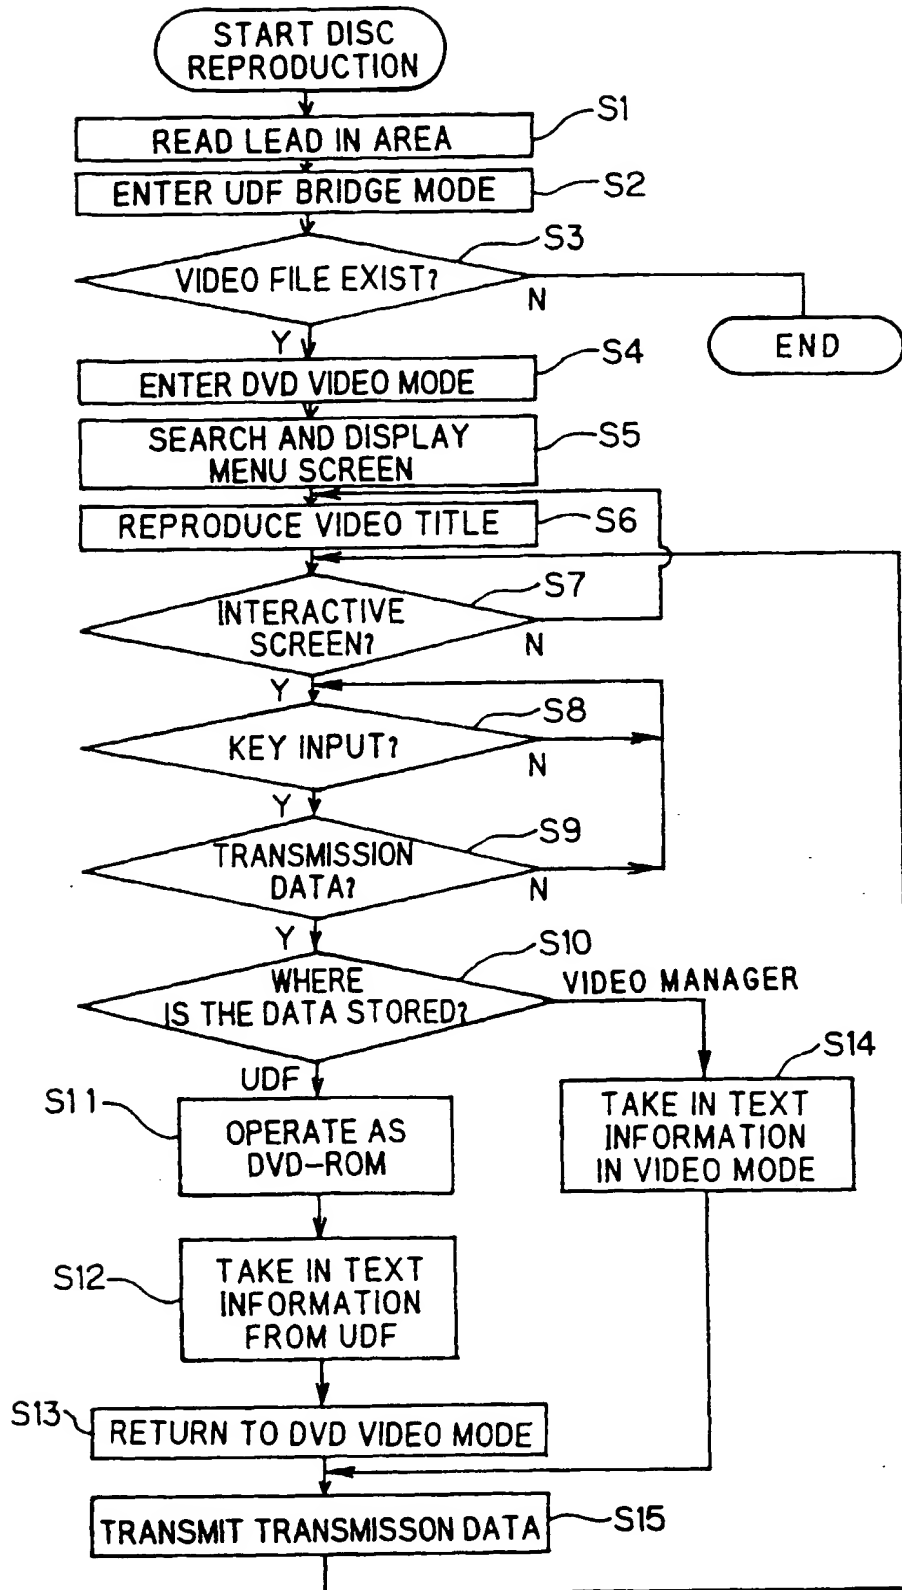 START DISC
REPRODUCTION
S1
READ LEAD IN AREA
S2
ENTER UDF BRIDGE MODE
S3
VIDEO FILE EXIST?
N
Y
END
S4
ENTER DVD VIDEO MODE
S5
SEARCH AND DISPLAY
MENU SCREEN
S6
REPRODUCE VIDEO TITLE
S7
INTERACTIVE
SCREEN?
N
Y
S8
KEY INPUT?
N
Y
S9
TRANSMISSION
DATA?
N
Y
S10
WHERE
IS THE DATA STORED?
VIDEO MANAGER
UDF
S14
TAKE IN TEXT
INFORMATION
IN VIDEO MODE
S11
OPERATE AS
DVD-ROM
S12
TAKE IN TEXT
INFORMATION
FROM UDF
S13
RETURN TO DVD VIDEO MODE
TRANSMIT TRANSMISSON DATA
S15